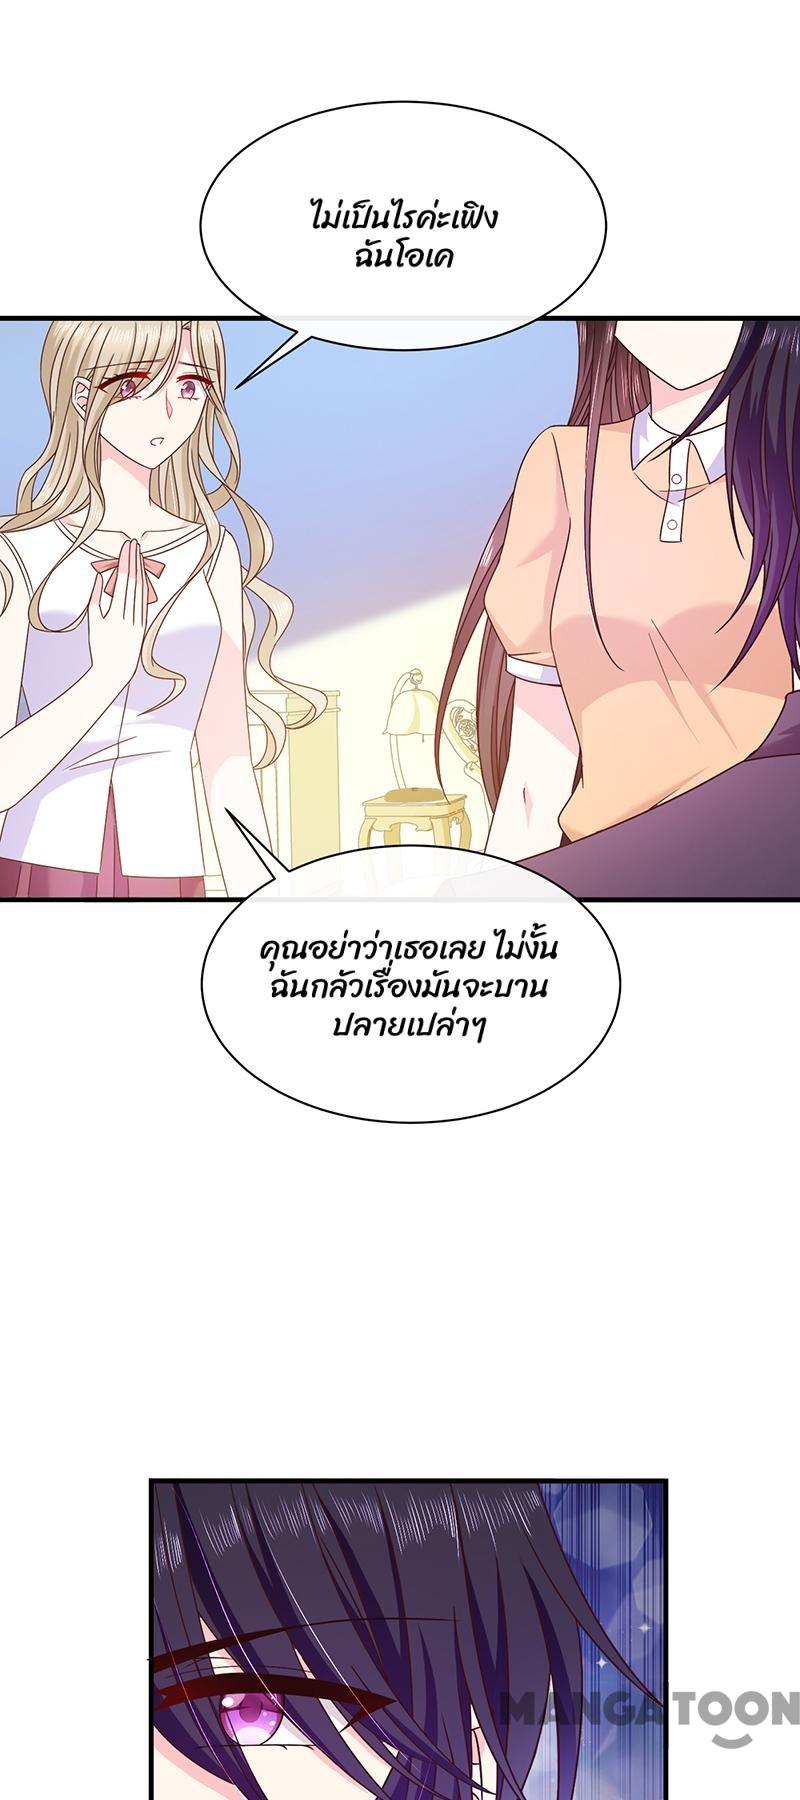 ไม่เป็นไรค่ะเฟิง
ฉันโอเค
คุณอย่าว่าเธอเลย ไม่งั้น
ฉันกลัวเรื่องมันจะบาน
ปลายเปล่าๆ
MANGATOON